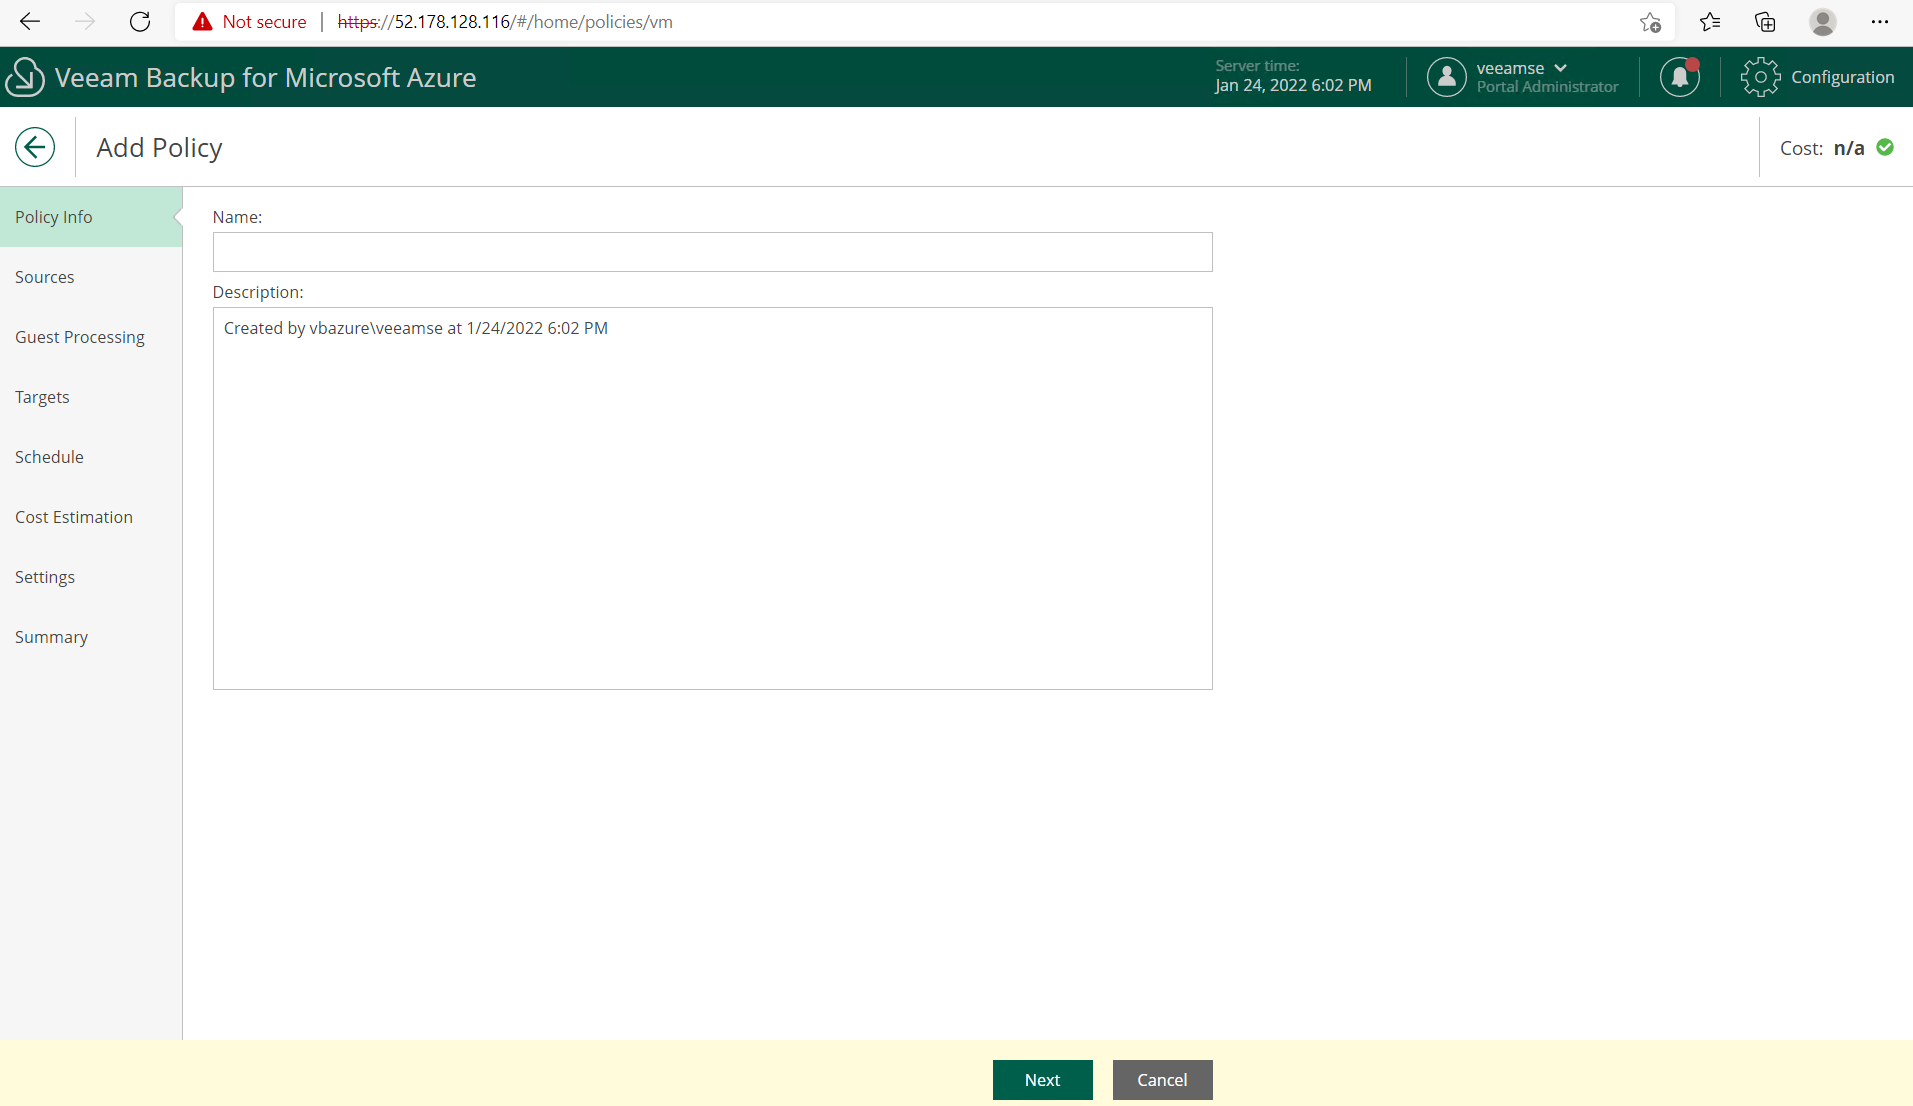 Not secure | https://52.178.128.116/#/home/policies/vm
Veeam Backup for Microsoft Azure
Server time:
Jan 24, 2022 6:02 PM
veeamse
Portal Administrator
Configuration
Add Policy
Cost: n/a
Policy Info
Sources
Guest Processing
Targets
Schedule
Cost Estimation
Settings
Summary
Name:
Description:
Created by vbazure\veeamse at 1/24/2022 6:02 PM
Next
Cancel